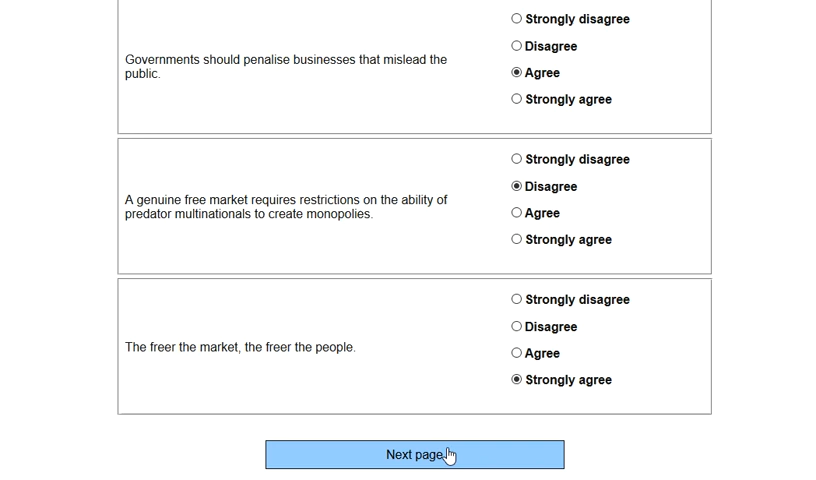 Strongly disagree
Disagree
Governments should penalise businesses that mislead the
public.
Agree
Strongly agree
Strongly disagree
Disagree
A genuine free market requires restrictions on the ability of
predator multinationals to create monopolies.
Agree
Strongly agree
Strongly disagree
Disagree
The freer the market, the freer the people.
Agree
Strongly agree
Next page